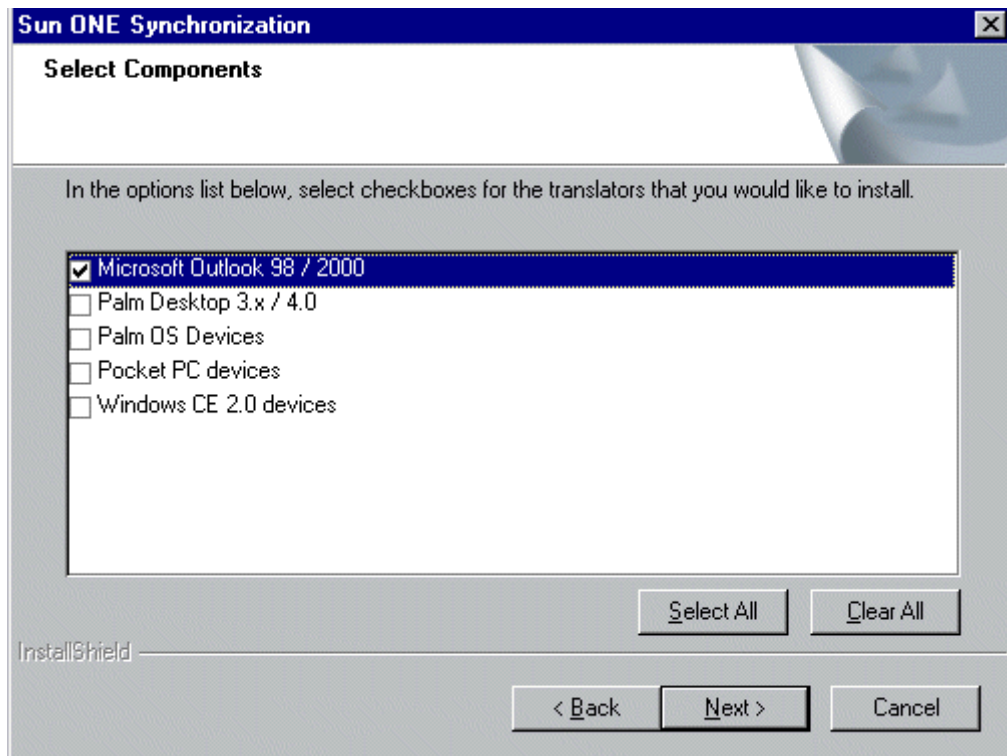 Sun ONE Synchronization
Select Components
In the options list below, select checkboxes for the translators that you would like to install.
Microsoft Outlook 98 / 2000
Palm Desktop 3.x / 4.0
Palm OS Devices
Pocket PC devices
Windows CE 2.0 devices
Select All Clear All
InstallShield
< Back Next > Cancel